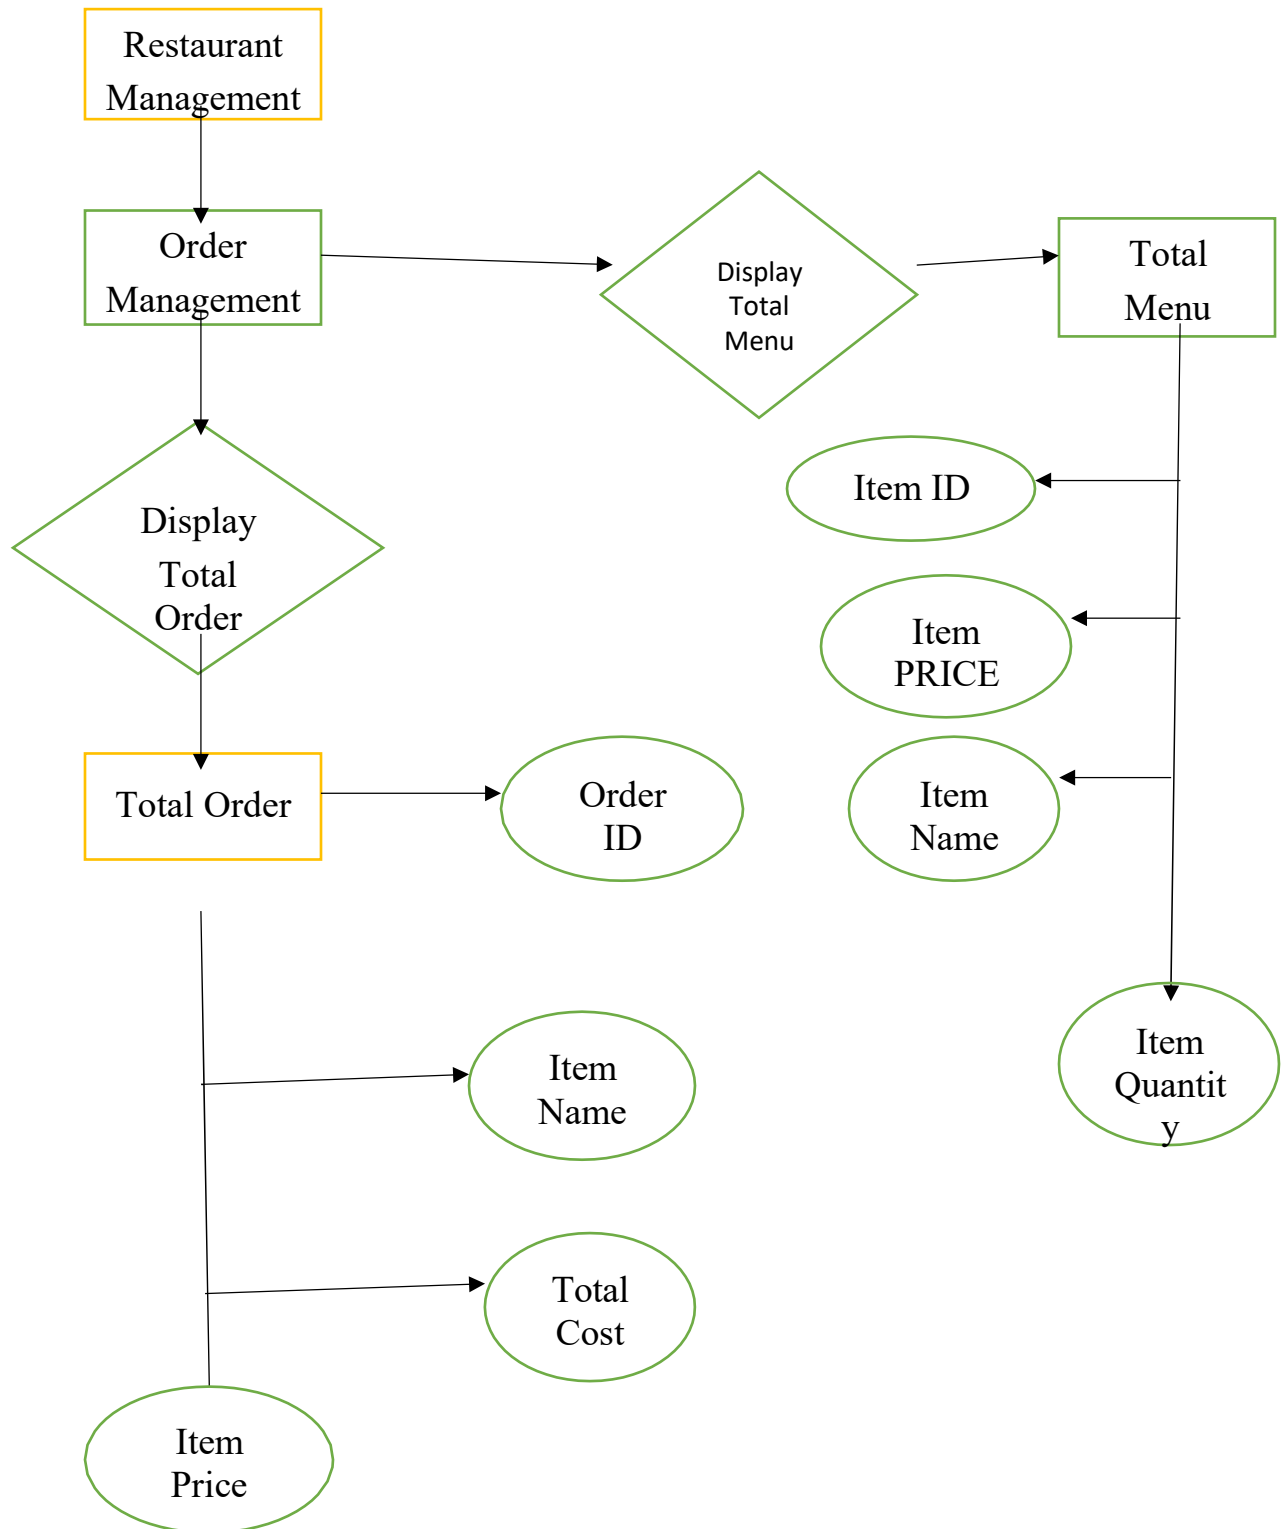 Restaurant
Management
Order
Management
Display
Total
Menu
Total
Menu
Display
Total
Order
Item ID
Item
PRICE
Total Order
Order
ID
Item
Name
Item
Name
Item
Quantit
y
Total
Cost
Item
Price